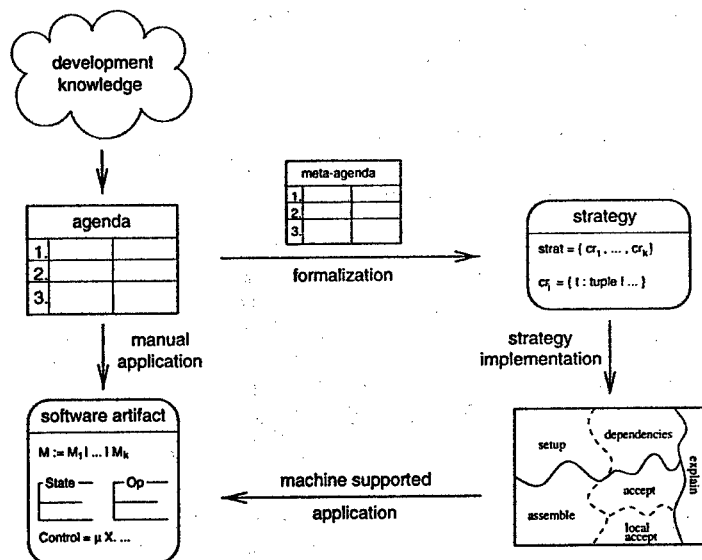 development
knowledge
meta-agenda
1.
2.
3.
agenda
1.
2.
3.
formalization
strategy
strat = { cr₁ , ... , crₖ}
crᵢ = { t : tuple | ... }
manual
application
strategy
implementation
software artifact
M := M₁ | ... | Mₖ
State
Op
Control = μ X. ...
machine supported
application
setup
dependencies
explain
assemble
accept
local
accept